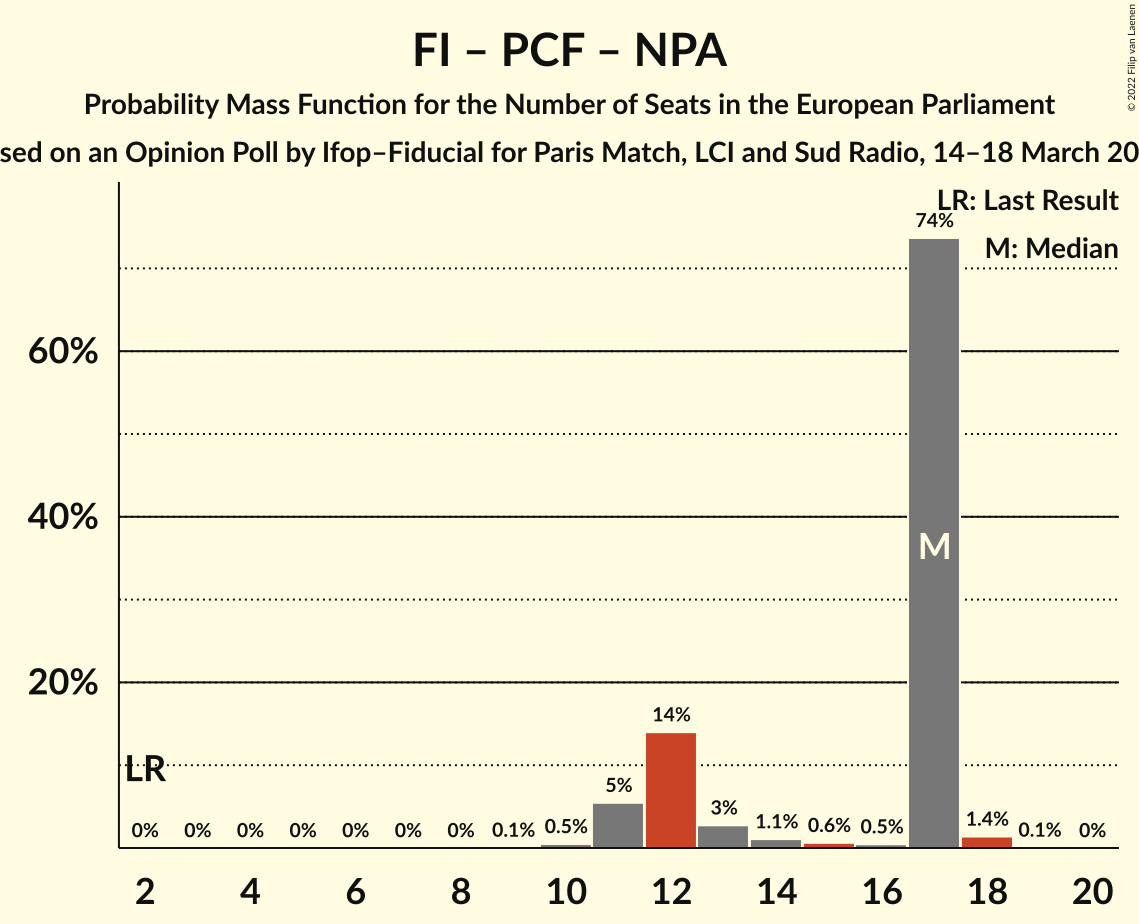 FI – PCF – NPA
Probability Mass Function for the Number of Seats in the European Parliament
sed on an Opinion Poll by Ifop–Fiducial for Paris Match, LCI and Sud Radio, 14–18 March 20
© 2022 Filip van Laenen
LR: Last Result
M: Median
74%
60%
40%
M
20%
14%
LR
5%
3%
0% 0% 0% 0% 0% 0% 0% 0.1% 0.5% 1.1% 0.6% 0.5% 1.4% 0.1% 0%
2 4 6 8 10 12 14 16 18 20